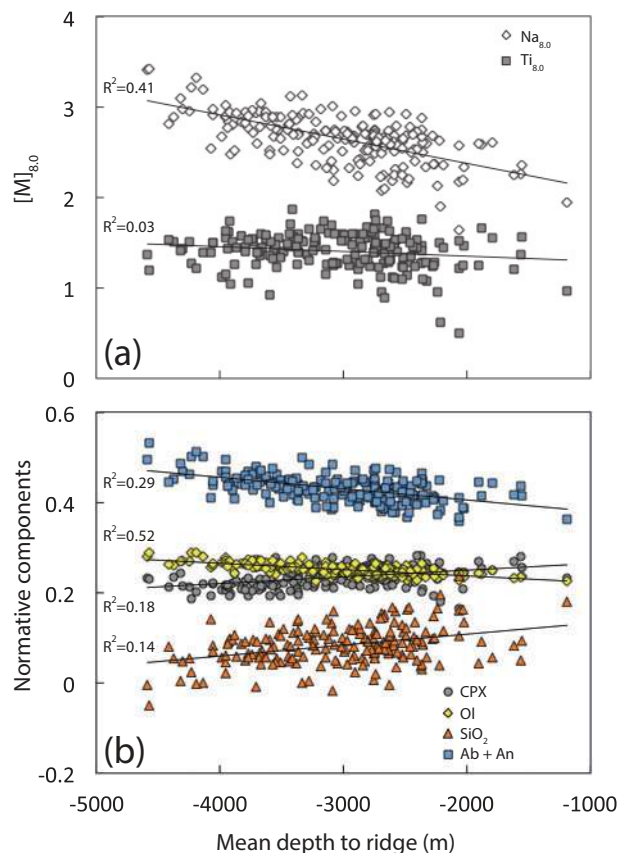 4
3
2
1
0
[M]8.0
Na8.0
Ti8.0
R2=0.41
R2=0.03
(a)
0.6
0.4
0.2
0
-0.2
Normative components
R2=0.29
R2=0.52
R2=0.18
R2=0.14
CPX
Ol
SiO2
Ab + An
(b)
-5000 -4000 -3000 -2000 -1000
Mean depth to ridge (m)